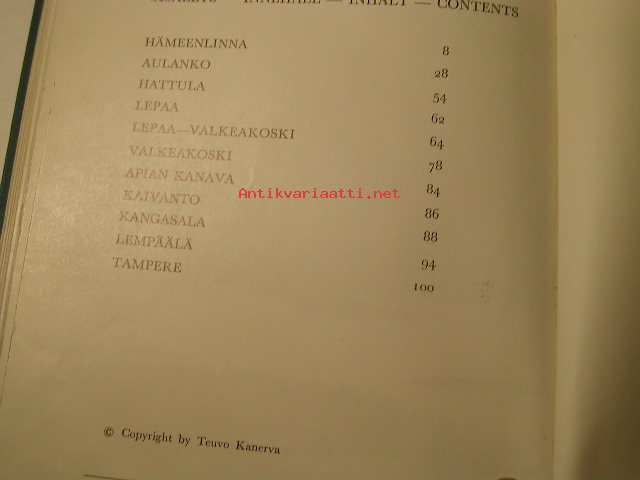 INNEHÅLL — INHALT — CONTENTS
HÄMEENLINNA 8
AULANKO 28
HATTULA 54
LEPAA 62
LEPAA—VALKEAKOSKI 64
VALKEAKOSKI 78
APIAN KANAVA 84
KAIVANTO 86
KANGASALA 88
LEMPÄÄLÄ 94
TAMPERE 100
Antikvariaatti.net
© Copyright by Teuvo Kanerva